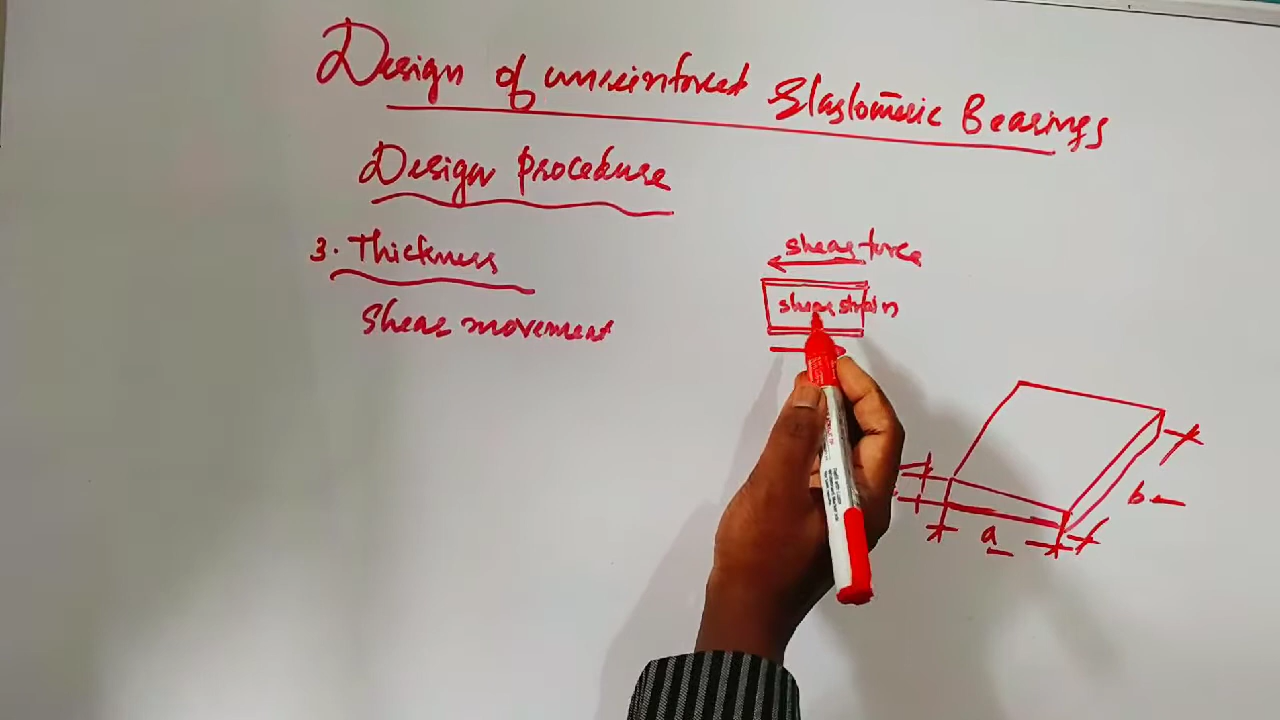 Design of unreinforced Elastomeric Bearings
Design procedure
3. Thickness
Shear movement
shear force
shear strain
a
b